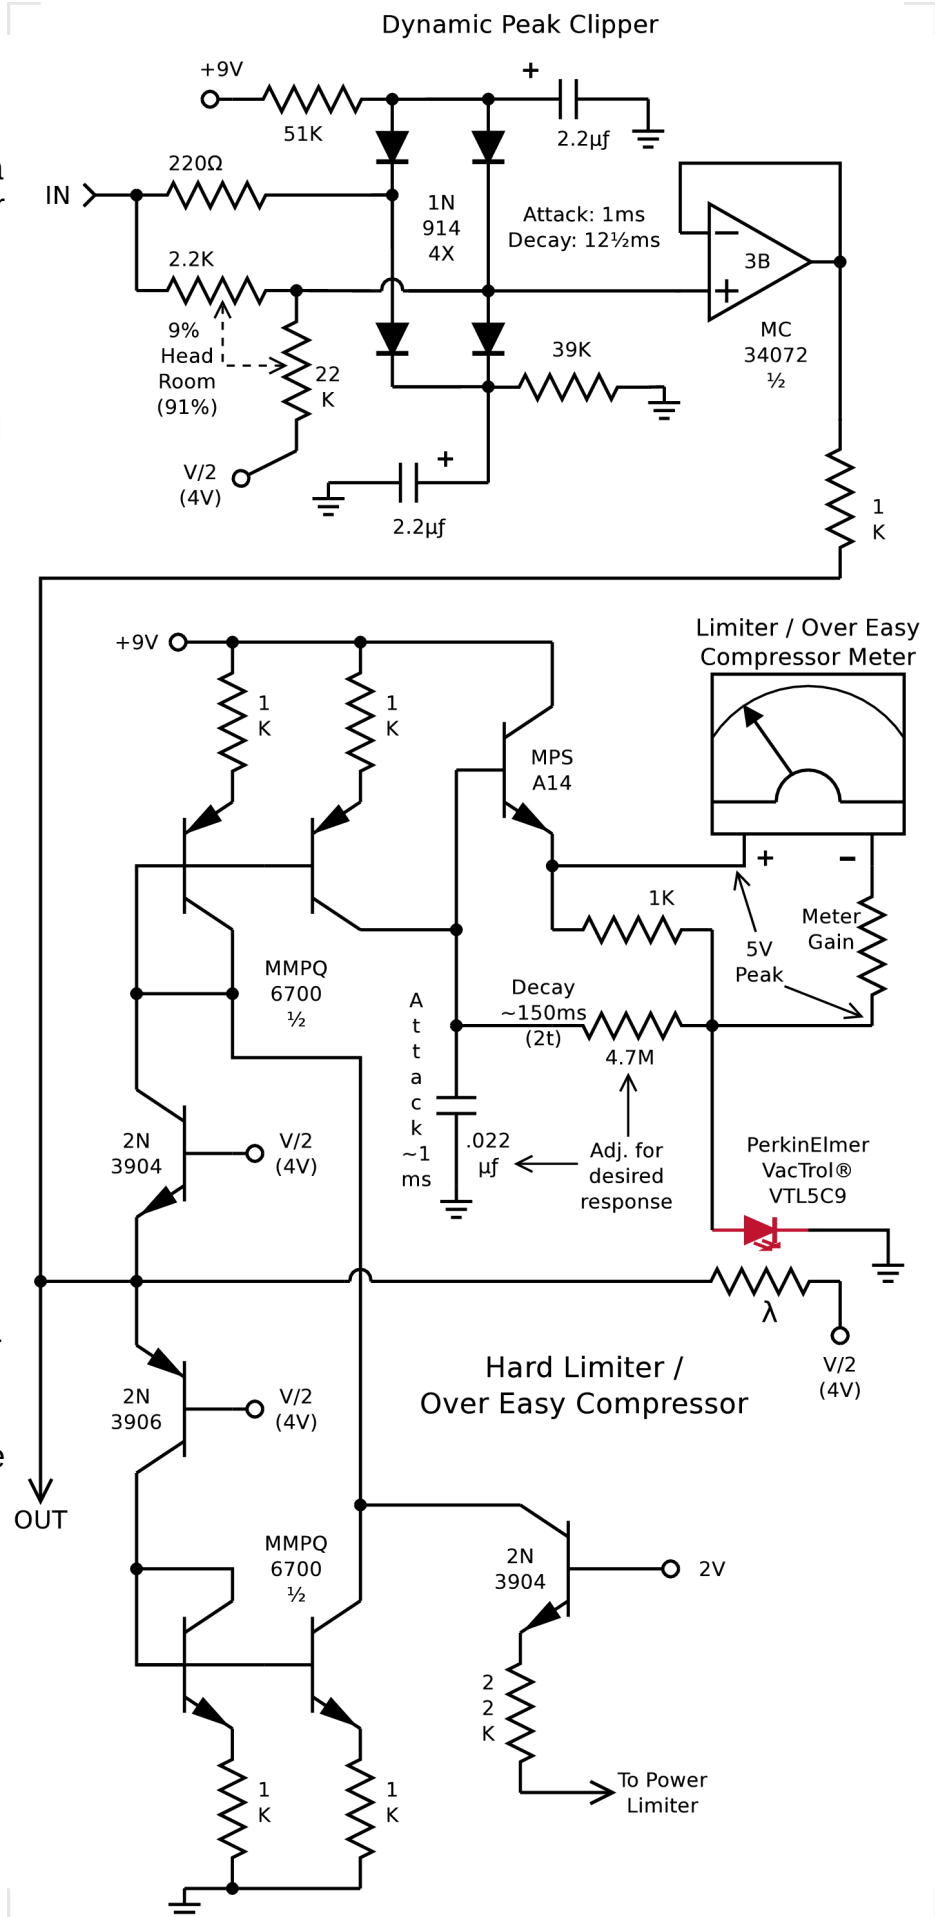 Dynamic Peak Clipper
+9V
51K
+
2.2µƒ
220Ω
IN
1N
914
4X
Attack: 1ms
Decay: 12½ms
−
3B
+
2.2K
9%
Head
Room
(91%)
22
K
MC
34072
½
39K
V/2
(4V)
+
2.2µƒ
1
K
+9V
1
K
1
K
MPS
A14
Limiter / Over Easy
Compressor Meter
+
−
1K
Meter
Gain
5V
Peak
MMPQ
6700
½
A
t
t
a
c
k
~1
ms
Decay
~150ms
(2t)
4.7M
.022
µƒ
Adj. for
desired
response
2N
3904
V/2
(4V)
PerkinElmer
VacTrol®
VTL5C9
λ
V/2
(4V)
Hard Limiter /
Over Easy Compressor
2N
3906
V/2
(4V)
OUT
MMPQ
6700
½
2N
3904
2V
2
2
K
1
K
1
K
To Power
Limiter